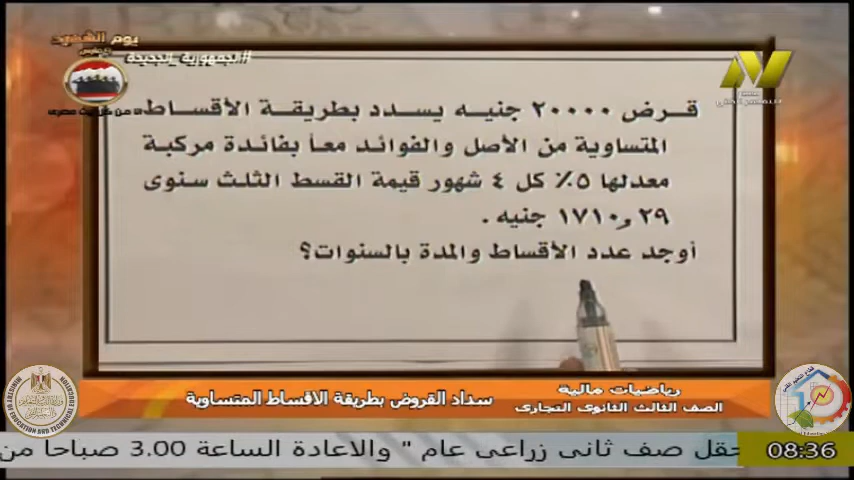 يوم الشهيد
#الجمهورية_الجديدة
قرض ٢٠٠٠٠ جنيه يسدد بطريقة الأقساط
المتساوية من الأصل والفوائد معاً بفائدة مركبة
معدلها ٥٪ كل ٤ شهور قيمة القسط الثلث سنوى
٢٩ و١٧١٠ جنيه .
أوجد عدد الأقساط والمدة بالسنوات؟
رياضيات مالية
الصف الثالث الثانوى التجارى
سداد القروض بطريقة الاقساط المتساوية
حقل صف ثانى زراعى عام " والاعادة الساعة 3.00 صباحا من
08:36